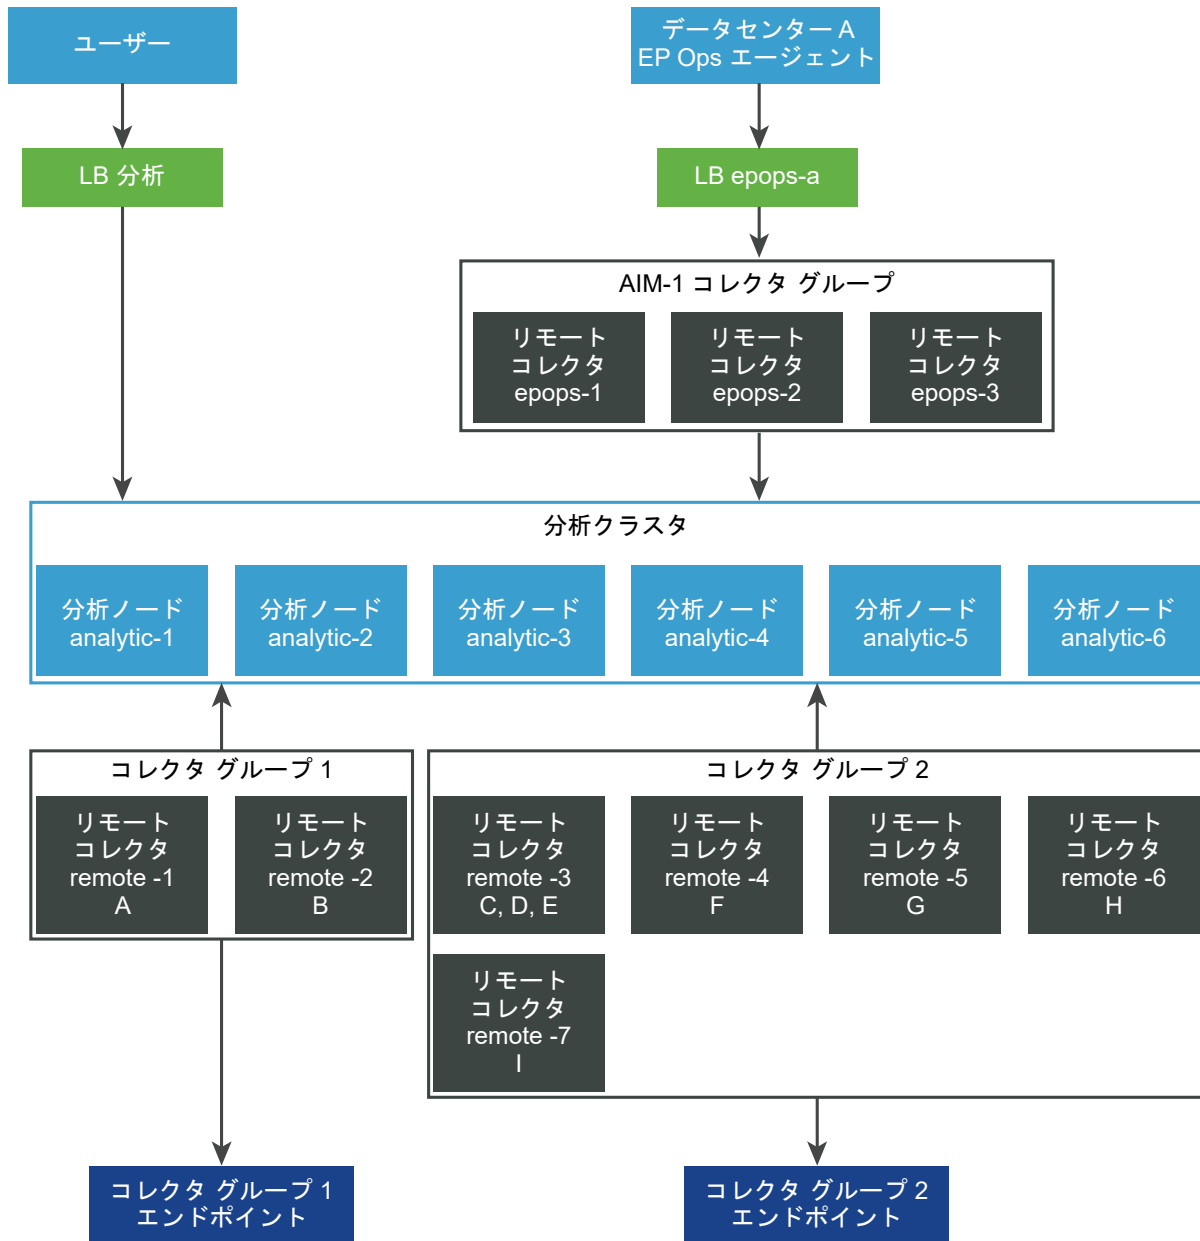 ユーザー
データセンター A
EP Ops エージェント
LB 分析
LB epops-a
AIM-1 コレクタ グループ
リモート
コレクタ
epops-1
リモート
コレクタ
epops-2
リモート
コレクタ
epops-3
分析クラスタ
分析ノード
analytic-1
分析ノード
analytic-2
分析ノード
analytic-3
分析ノード
analytic-4
分析ノード
analytic-5
分析ノード
analytic-6
コレクタ グループ 1
リモート
コレクタ
remote -1
A
リモート
コレクタ
remote -2
B
コレクタ グループ 2
リモート
コレクタ
remote -3
C, D, E
リモート
コレクタ
remote -4
F
リモート
コレクタ
remote -5
G
リモート
コレクタ
remote -6
H
リモート
コレクタ
remote -7
I
コレクタ グループ 1
エンドポイント
コレクタ グループ 2
エンドポイント